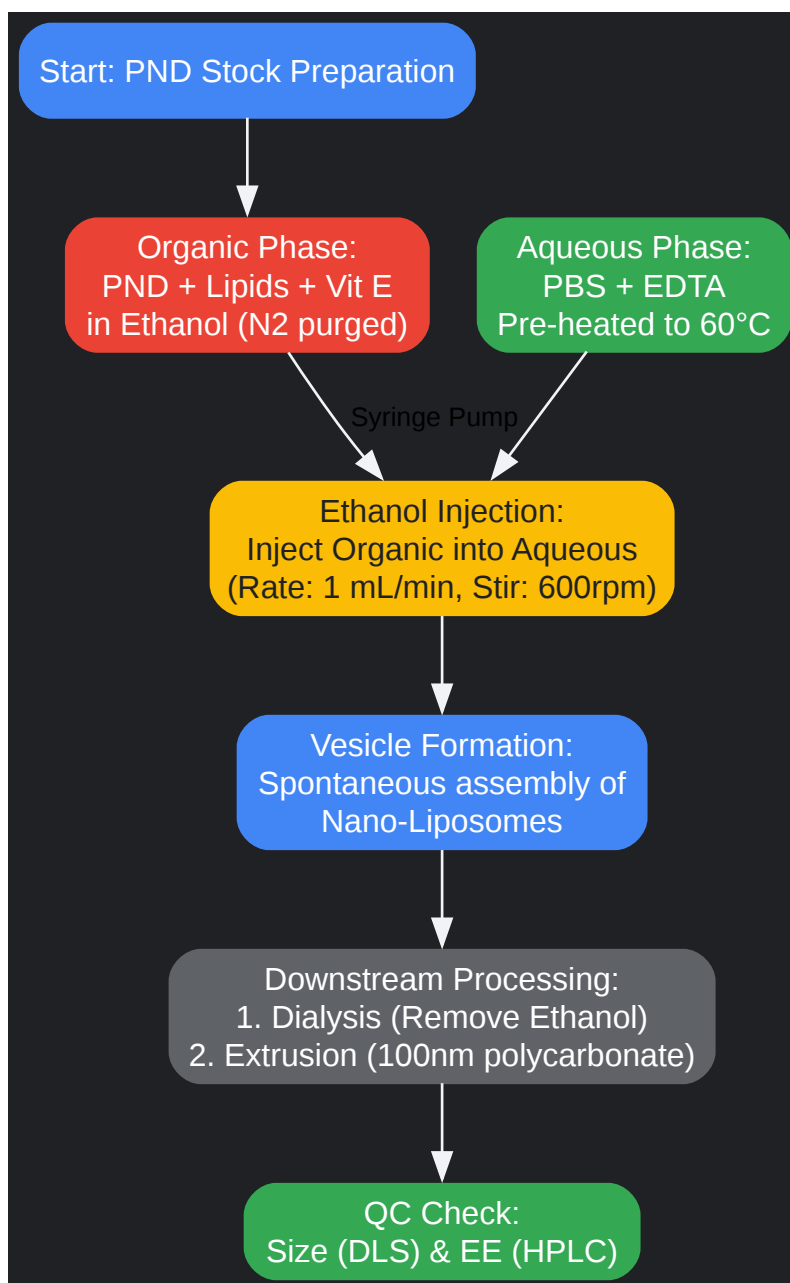 Start: PND Stock Preparation
Organic Phase:
PND + Lipids + Vit E
in Ethanol (N2 purged)
Aqueous Phase:
PBS + EDTA
Pre-heated to 60°C
Syringe Pump
Ethanol Injection:
Inject Organic into Aqueous
(Rate: 1 mL/min, Stir: 600rpm)
Vesicle Formation:
Spontaneous assembly of
Nano-Liposomes
Downstream Processing:
1. Dialysis (Remove Ethanol)
2. Extrusion (100nm polycarbonate)
QC Check:
Size (DLS) & EE (HPLC)